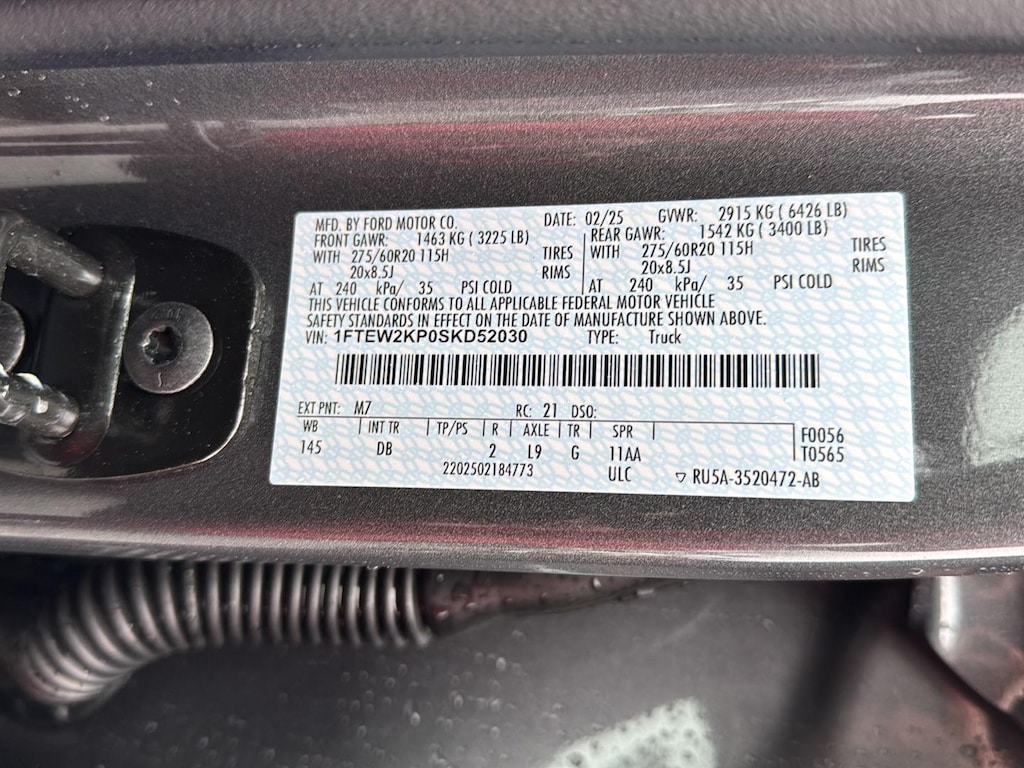 MFD. BY FORD MOTOR CO. DATE: 02/25 GVWR: 2915 KG ( 6426 LB)
FRONT GAWR: 1463 KG ( 3225 LB) REAR GAWR: 1542 KG ( 3400 LB)
WITH 275/60R20 115H TIRES WITH 275/60R20 115H TIRES
20x8.5J RIMS 20x8.5J RIMS
AT 240 kPa/ 35 PSI COLD AT 240 kPa/ 35 PSI COLD
THIS VEHICLE CONFORMS TO ALL APPLICABLE FEDERAL MOTOR VEHICLE
SAFETY STANDARDS IN EFFECT ON THE DATE OF MANUFACTURE SHOWN ABOVE.
VIN: 1FTEW2KP0SKD52030 TYPE: Truck
EXT PNT: M7 RC: 21 DSO:
WB INT TR TP/PS R AXLE TR SPR F0056
145 DB 2 L9 G 11AA T0565
2202502184773 ULC RU5A-3520472-AB